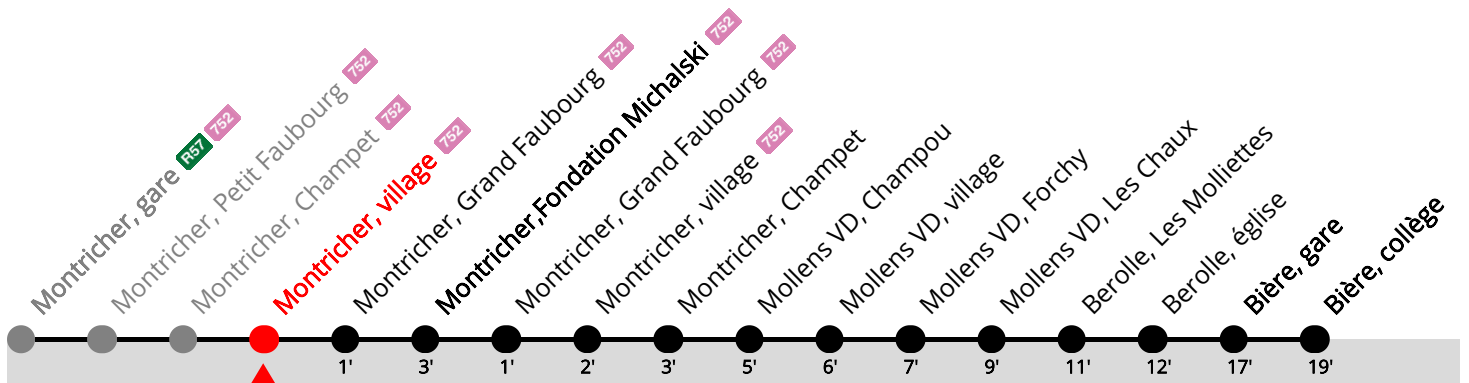 Montricher, gare R57 752
Montricher, Petit Faubourg 752
Montricher, Champet 752
Montricher, village 752
Montricher, Grand Faubourg 752
Montricher,Fondation Michalski 752
Montricher, Grand Faubourg 752
Montricher, village 752
Montricher, Champet
Mollens VD, Champou
Mollens VD, village
Mollens VD, Forchy
Mollens VD, Les Chaux
Berolle, Les Molliettes
Berolle, église
Bière, gare
Bière, collège
1' 3' 1' 2' 3' 5' 6' 7' 9' 11' 12' 17' 19'